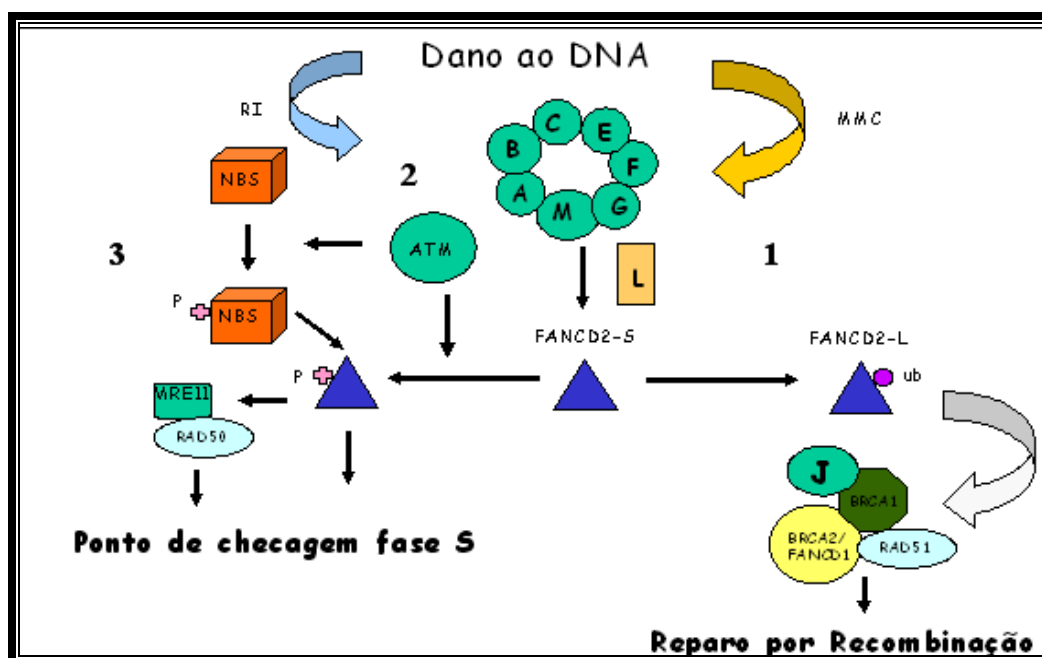 Dano ao DNA
RI
MMC
C
E
B
F
A
G
M
NBS
2
ATM
3
1
L
P
NBS
FANCD2-S
FANCD2-L
P
ub
MRE11
RAD50
J
BRCA1
BRCA2/
FANCD1
RAD51
Ponto de checagem fase S
Reparo por Recombinação